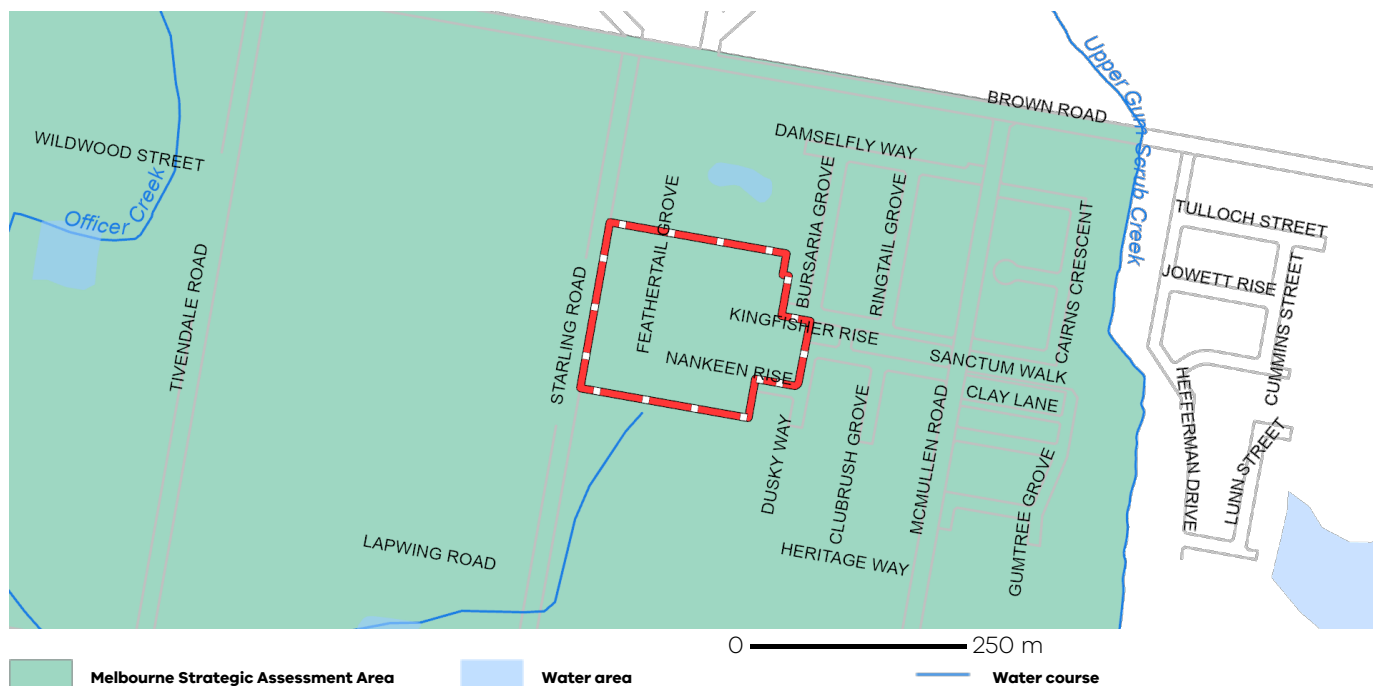 Upper Gum Scrub Creek
BROWN ROAD
DAMSELFLY WAY
WILDWOOD STREET
Officer Creek
TIVENDALE ROAD
STARLING ROAD
FEATHERTAIL GROVE
BURSARIA GROVE
RINGTAIL GROVE
CAIRNS CRESCENT
TULLOCH STREET
JOWETT RISE
CUMMINS STREET
KINGFISHER RISE
NANKEEN RISE
SANCTUM WALK
CLAY LANE
DUSKY WAY
CLUBRUSH GROVE
MCMULLEN ROAD
GUMTREE GROVE
HEFFERMAN DRIVE
LUNN STREET
LAPWING ROAD
HERITAGE WAY
0 250 m
Melbourne Strategic Assessment Area
Water area
Water course